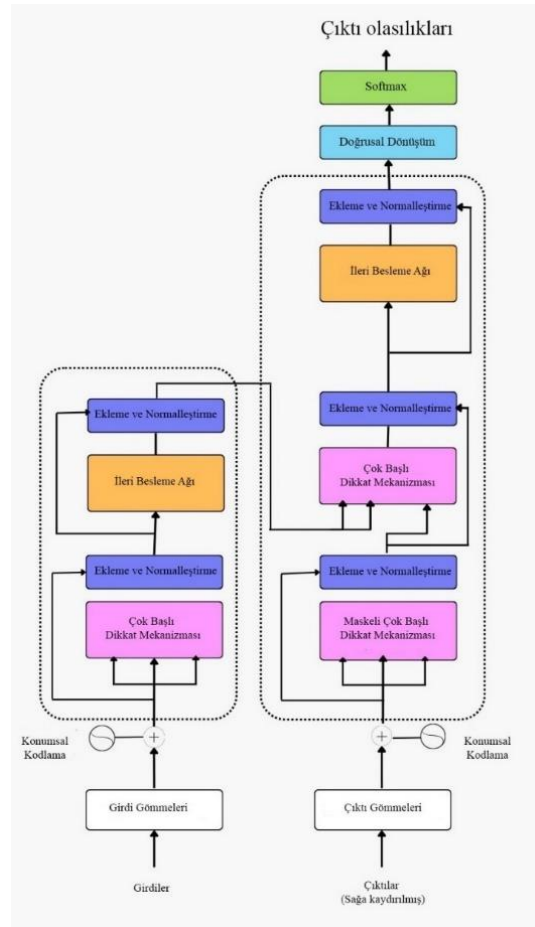 Çıktı olasılıkları
Softmax
Doğrusal Dönüşüm
Ekleme ve Normalleştirme
İleri Besleme Ağı
Ekleme ve Normalleştirme
Çok Başlı
Dikkat Mekanizması
Ekleme ve Normalleştirme
Maskeli Çok Başlı
Dikkat Mekanizması
Ekleme ve Normalleştirme
İleri Besleme Ağı
Ekleme ve Normalleştirme
Çok Başlı
Dikkat Mekanizması
Konumsal
Kodlama
+
+
Konumsal
Kodlama
Girdi Gömmeleri
Çıktı Gömmeleri
Girdiler
Çıktılar
(Sağa kaydırılmış)